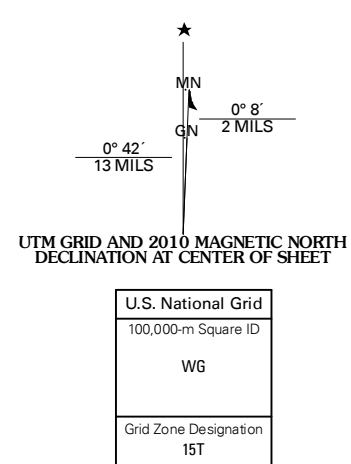 ★
MN
0° 8´
2 MILS
GN
0° 42´
13 MILS
UTM GRID AND 2010 MAGNETIC NORTH
DECLINATION AT CENTER OF SHEET
U.S. National Grid
100,000-m Square ID
WG
Grid Zone Designation
15T